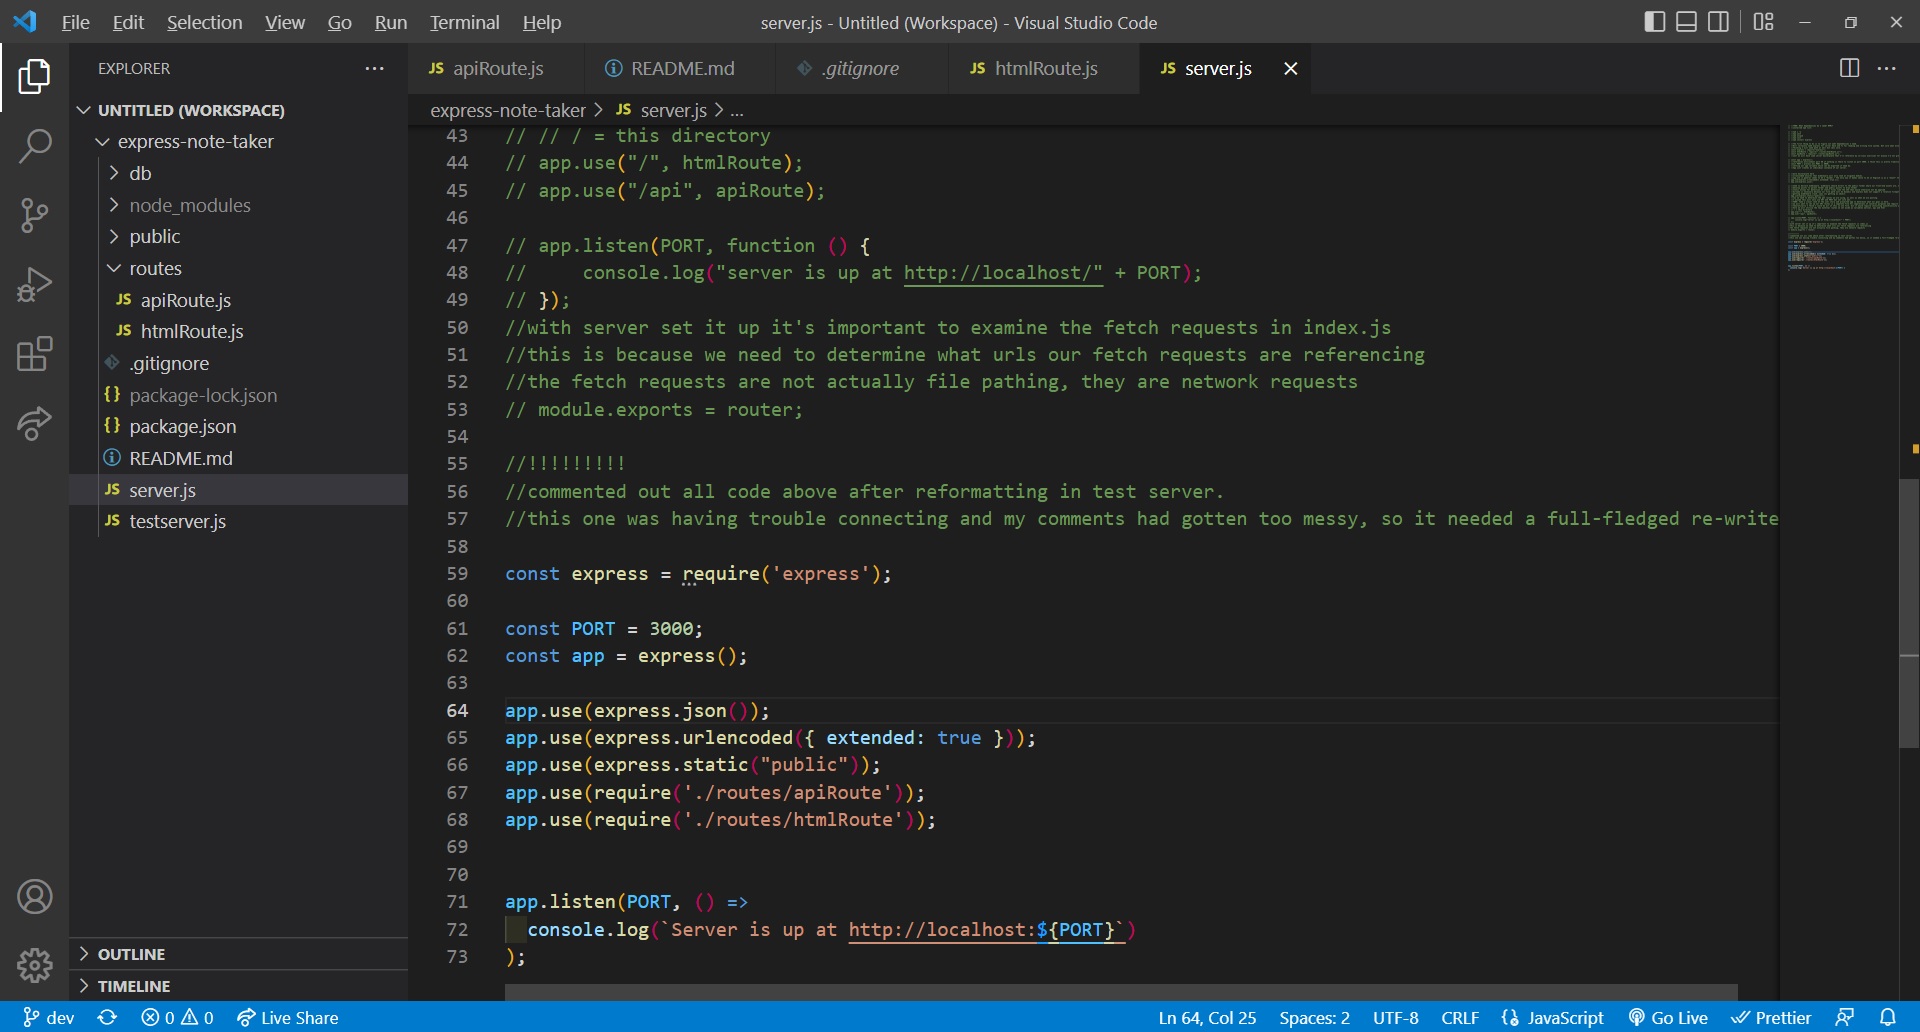 File Edit Selection View Go Run Terminal Help
server.js - Untitled (Workspace) - Visual Studio Code
EXPLORER
UNTITLED (WORKSPACE)
express-note-taker
db
node_modules
public
routes
JS apiRoute.js
JS htmlRoute.js
.gitignore
{} package-lock.json
{} package.json
README.md
JS server.js
JS testserver.js
OUTLINE
TIMELINE
JS apiRoute.js README.md .gitignore JS htmlRoute.js JS server.js
express-note-taker > JS server.js > ...
43 // // / = this directory
44 // app.use("/", htmlRoute);
45 // app.use("/api", apiRoute);
46
47 // app.listen(PORT, function () {
48 //     console.log("server is up at http://localhost/" + PORT);
49 // });
50 //with server set it up it's important to examine the fetch requests in index.js
51 //this is because we need to determine what urls our fetch requests are referencing
52 //the fetch requests are not actually file pathing, they are network requests
53 // module.exports = router;
54
55 //!!!!!!!!!
56 //commented out all code above after reformatting in test server.
57 //this one was having trouble connecting and my comments had gotten too messy, so it needed a full-fledged re-write
58
59 const express = require('express');
60
61 const PORT = 3000;
62 const app = express();
63
64 app.use(express.json());
65 app.use(express.urlencoded({ extended: true }));
66 app.use(express.static("public"));
67 app.use(require('./routes/apiRoute'));
68 app.use(require('./routes/htmlRoute'));
69
70
71 app.listen(PORT, () =>
72   console.log(`Server is up at http://localhost:${PORT}`)
73 );
dev 0 0 Live Share Ln 64, Col 25 Spaces: 2 UTF-8 CRLF JavaScript Go Live Prettier